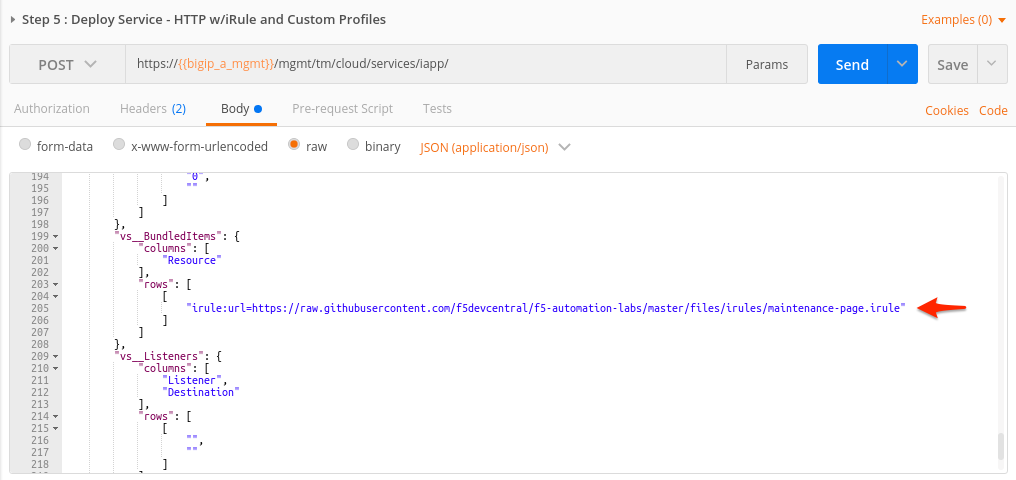 Step 5 : Deploy Service - HTTP w/iRule and Custom Profiles Examples (0)
POST https://{{bigip_a_mgmt}}/mgmt/tm/cloud/services/iapp/ Params Send Save
Authorization Headers (2) Body Pre-request Script Tests Cookies Code
form-data x-www-form-urlencoded raw binary JSON (application/json)
194 "0",
195 ""
196 ]
197 ]
198 },
199 "vs__BundledItems": {
200 "columns": [
201 "Resource"
202 ],
203 "rows": [
204 [
205 "irule:url=https://raw.githubusercontent.com/f5devcentral/f5-automation-labs/master/files/irules/maintenance-page.irule"
206 ]
207 ]
208 },
209 "vs__Listeners": {
210 "columns": [
211 "Listener",
212 "Destination"
213 ],
214 "rows": [
215 [
216 "",
217 ""
218 ]